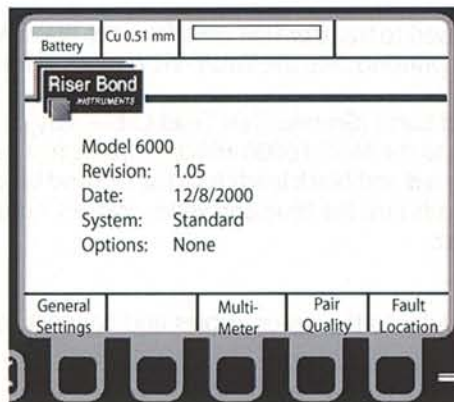 Battery
Cu 0.51 mm
Riser Bond
INSTRUMENTS
Model 6000
Revision: 1.05
Date: 12/8/2000
System: Standard
Options: None
General Settings
Multi-Meter
Pair Quality
Fault Location